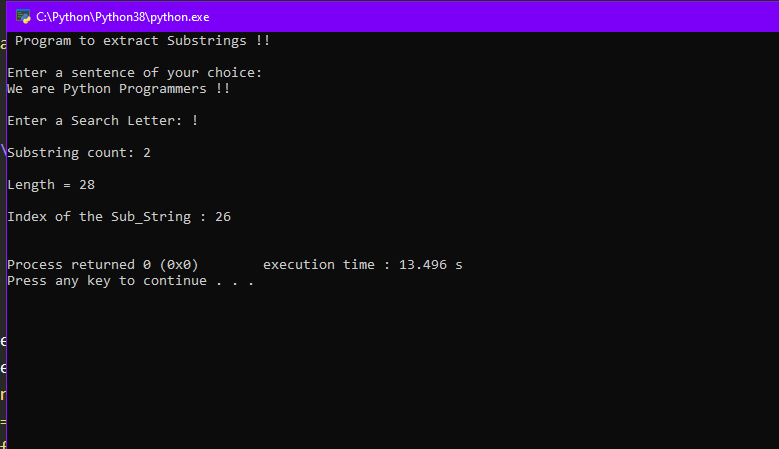 C:\Python\Python38\python.exe
Program to extract Substrings !!
Enter a sentence of your choice:
We are Python Programmers !!
Enter a Search Letter: !
Substring count: 2
Length = 28
Index of the Sub_String : 26
Process returned 0 (0x0)        execution time : 13.496 s
Press any key to continue . . .